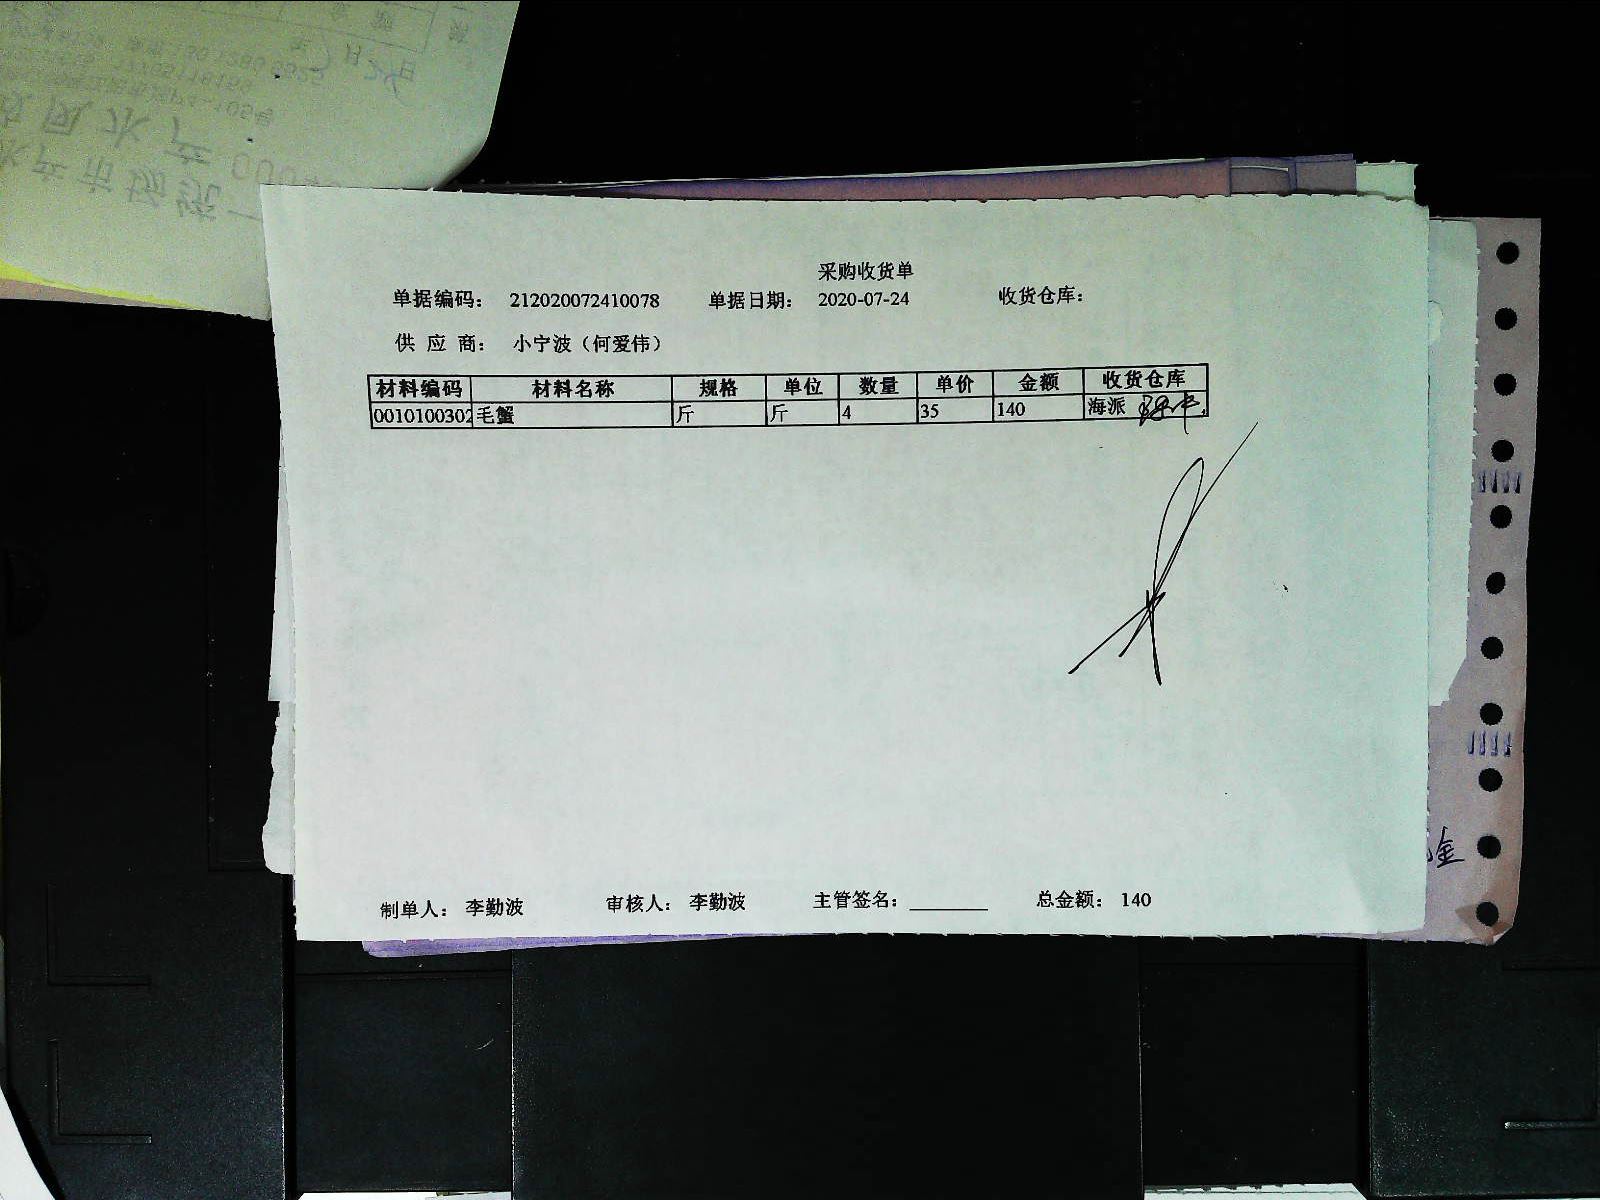 采购收货单
单据编码： 212020072410078 单据日期： 2020-07-24 收货仓库：
供 应 商： 小宁波（何爱伟）
材料编码 材料名称 规格 单位 数量 单价 金额 收货仓库
0010100302 毛蟹 斤 斤 4 35 140 海派
制单人： 李勤波 审核人： 李勤波 主管签名： 总金额： 140
金